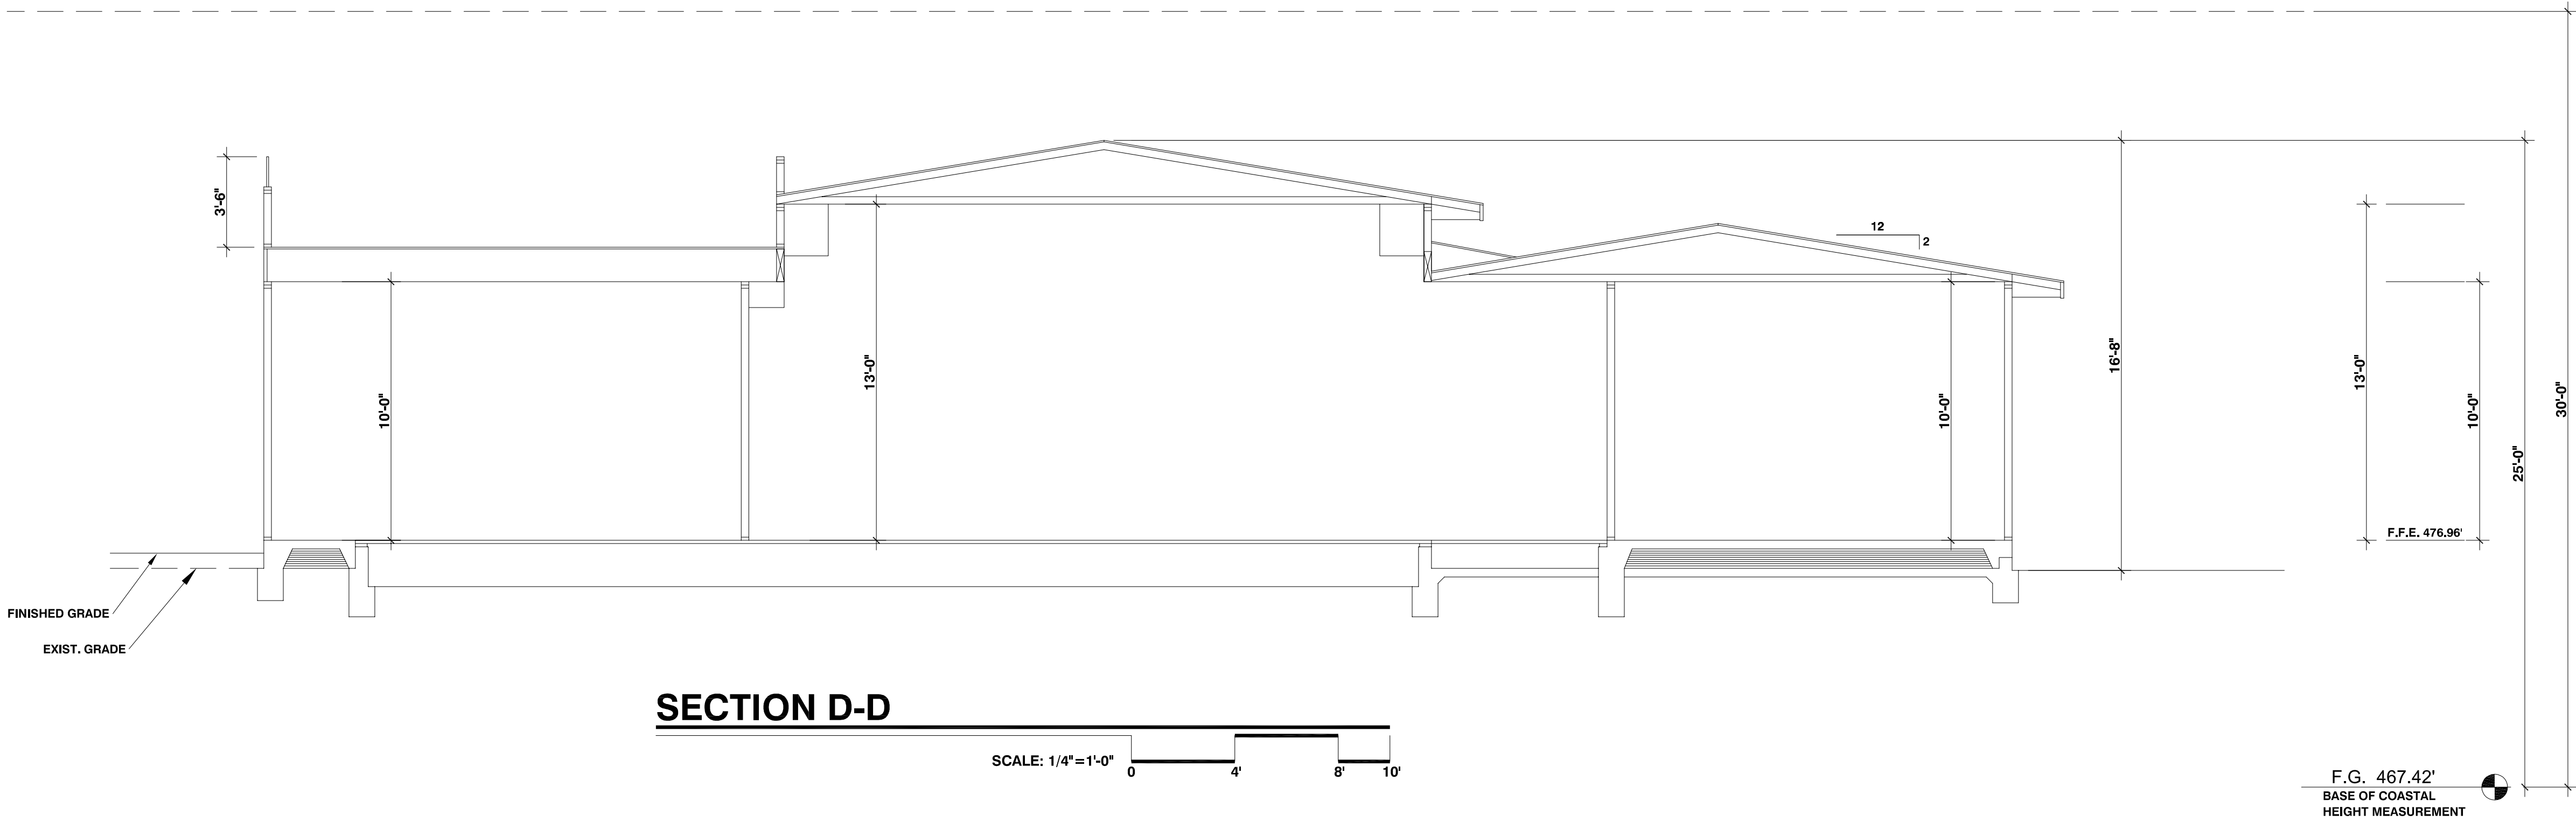 3'-6"
12
2
10'-0"
13'-0"
10'-0"
16'-8"
13'-0"
10'-0"
25'-0"
30'-0"
F.F.E. 476.96'
FINISHED GRADE
EXIST. GRADE
SECTION D-D
SCALE: 1/4"=1'-0"
0 4' 8' 10'
F.G. 467.42'
BASE OF COASTAL
HEIGHT MEASUREMENT